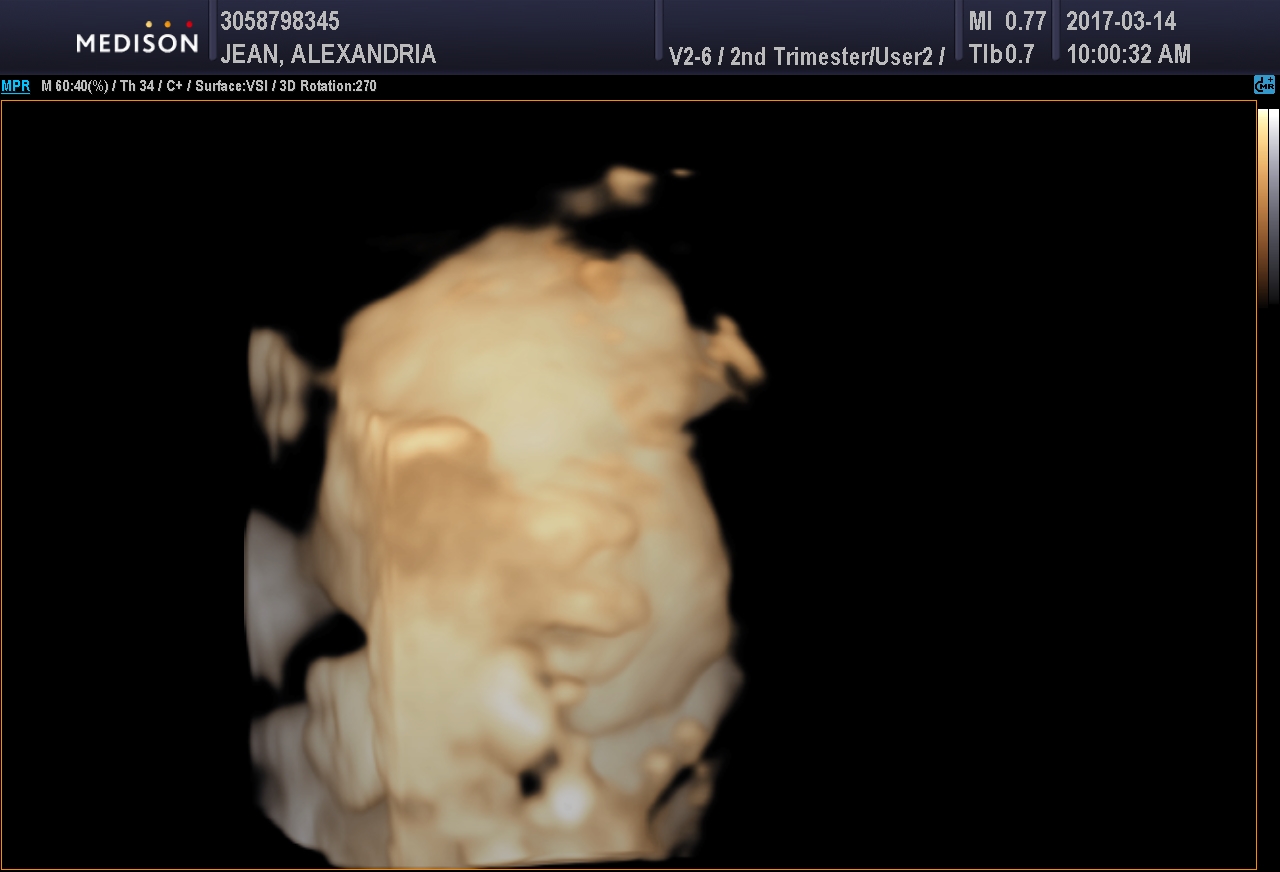 MEDISON
3058798345
JEAN, ALEXANDRIA
V2-6 / 2nd Trimester/User2 /
MI 0.77
TIb 0.7
2017-03-14
10:00:32 AM
MPR M 60:40(%) / Th 34 / C+ / Surface:VSI / 3D Rotation:270